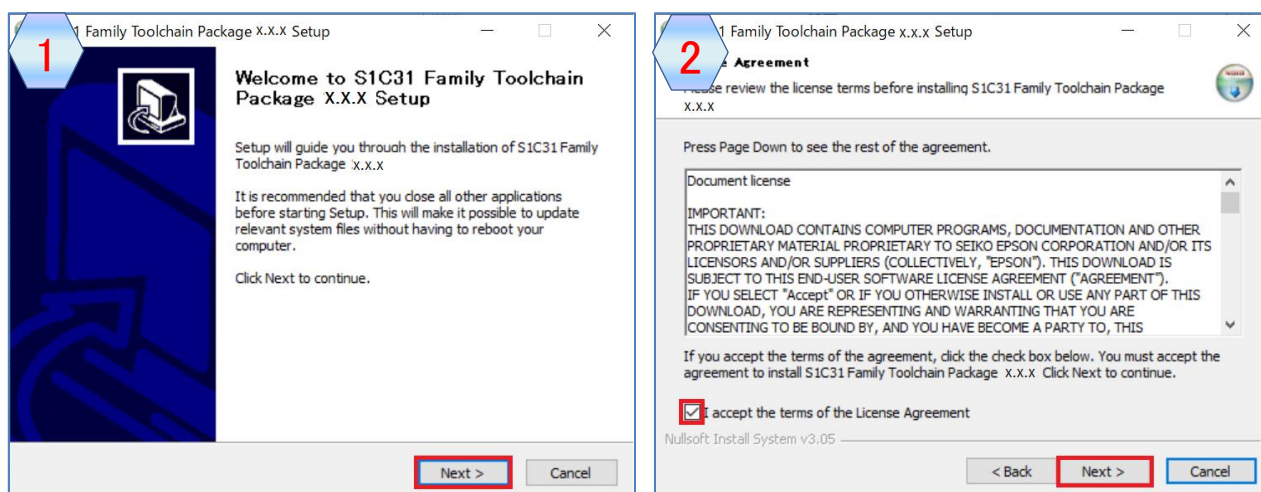 1
1 Family Toolchain Package X.X.X Setup
Welcome to S1C31 Family Toolchain
Package X.X.X Setup
Setup will guide you through the installation of S1C31 Family
Toolchain Package X.X.X
It is recommended that you close all other applications
before starting Setup. This will make it possible to update
relevant system files without having to reboot your
computer.
Click Next to continue.
Next >
Cancel
2
1 Family Toolchain Package X.X.X Setup
Agreement
review the license terms before installing S1C31 Family Toolchain Package
X.X.X
Press Page Down to see the rest of the agreement.
Document license
IMPORTANT:
THIS DOWNLOAD CONTAINS COMPUTER PROGRAMS, DOCUMENTATION AND OTHER
PROPRIETARY MATERIAL PROPRIETARY TO SEIKO EPSON CORPORATION AND/OR ITS
LICENSORS AND/OR SUPPLIERS (COLLECTIVELY, "EPSON"). THIS DOWNLOAD IS
SUBJECT TO THIS END-USER SOFTWARE LICENSE AGREEMENT ("AGREEMENT").
IF YOU SELECT "Accept" OR IF YOU OTHERWISE INSTALL OR USE ANY PART OF THIS
DOWNLOAD, YOU ARE REPRESENTING AND WARRANTING THAT YOU ARE
CONSENTING TO BE BOUND BY, AND YOU HAVE BECOME A PARTY TO, THIS
If you accept the terms of the agreement, click the check box below. You must accept the
agreement to install S1C31 Family Toolchain Package X.X.X Click Next to continue.
I accept the terms of the License Agreement
Nullsoft Install System v3.05
< Back
Next >
Cancel